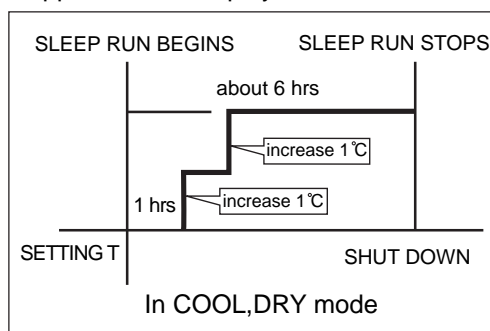 SLEEP RUN BEGINS
SLEEP RUN STOPS
about 6 hrs
increase 1℃
1 hrs
increase 1℃
SETTING T
SHUT DOWN
In COOL,DRY mode